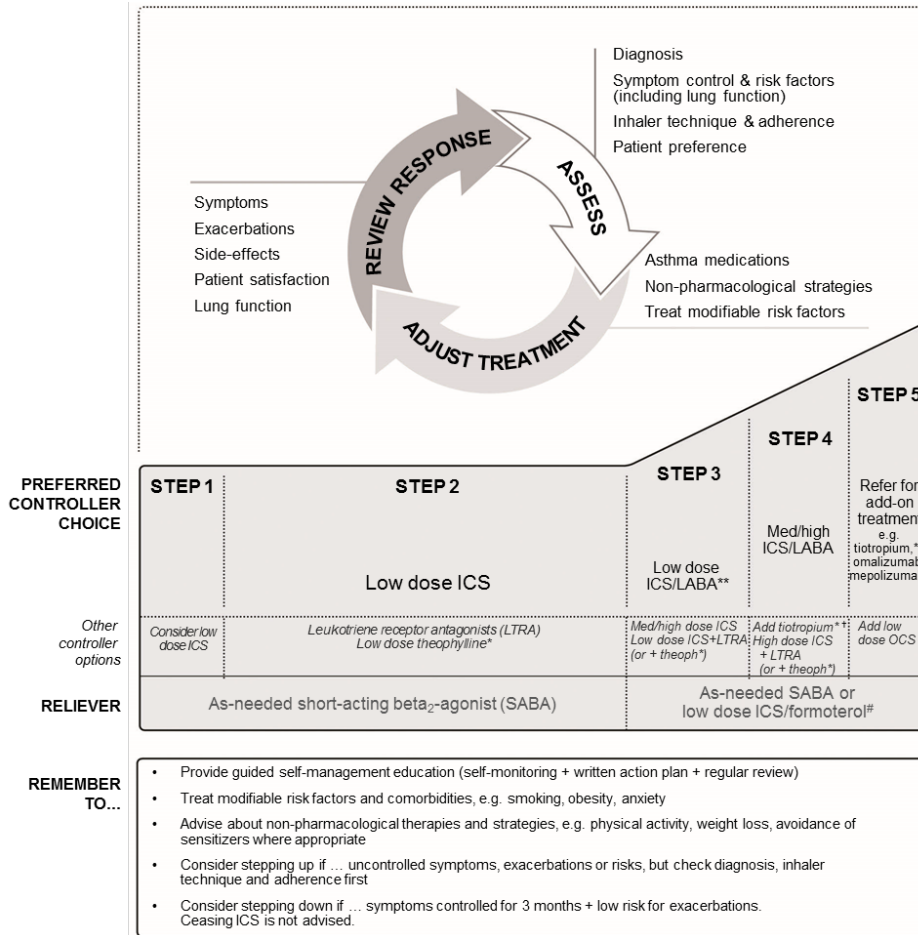 Diagnosis
Symptom control & risk factors
(including lung function)
Inhaler technique & adherence
Patient preference
REVIEW RESPONSE
ASSESS
ADJUST TREATMENT
Symptoms
Exacerbations
Side-effects
Patient satisfaction
Lung function
Asthma medications
Non-pharmacological strategies
Treat modifiable risk factors
PREFERRED
CONTROLLER
CHOICE
STEP 1
STEP 2
Low dose ICS
STEP 3
Low dose
ICS/LABA**
STEP 4
Med/high
ICS/LABA
STEP 5
Refer for
add-on
treatment
e.g.
tiotropium,*
omalizumab
mepolizuma
Other
controller
options
Consider low
dose ICS
Leukotriene receptor antagonists (LTRA)
Low dose theophylline*
Med/high dose ICS
Low dose ICS+LTRA
(or + theoph*)
Add tiotropium*†
High dose ICS
+ LTRA
(or + theoph*)
Add low
dose OCS
RELIEVER
As-needed short-acting beta₂-agonist (SABA)
As-needed SABA or
low dose ICS/formoterol#
REMEMBER
TO...
• Provide guided self-management education (self-monitoring + written action plan + regular review)
• Treat modifiable risk factors and comorbidities, e.g. smoking, obesity, anxiety
• Advise about non-pharmacological therapies and strategies, e.g. physical activity, weight loss, avoidance of
sensitizers where appropriate
• Consider stepping up if … uncontrolled symptoms, exacerbations or risks, but check diagnosis, inhaler
technique and adherence first
• Consider stepping down if … symptoms controlled for 3 months + low risk for exacerbations.
Ceasing ICS is not advised.